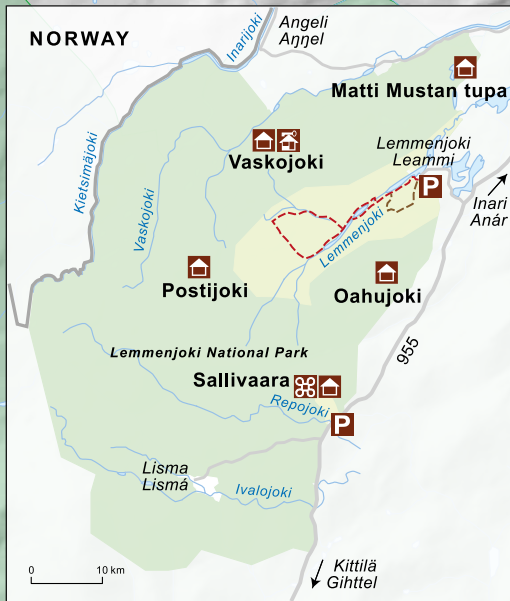 NORWAY
Inarijoki
Angeli
Aŋŋel
Matti Mustan tupa
Kietsimäjoki
Vaskojoki
Lemmenjoki
Leammi
P
Inari
Anár
Vaskojoki
Lemmenjoki
Postijoki
Oahujoki
955
Lemmenjoki National Park
Sallivaara
Repojoki
P
Lisma
Lismá
Ivalojoki
0 10 km
Kittilä
Gihttel